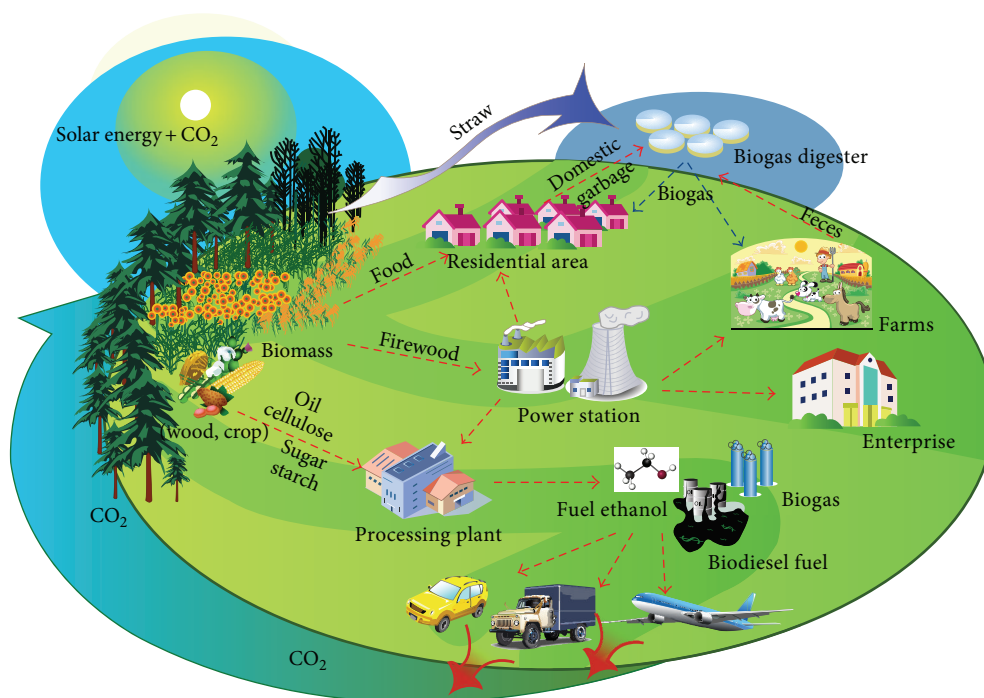 Solar energy + CO₂
Straw
Domestic
garbage
Biogas digester
Biogas
Feces
Residential area
Food
Farms
Biomass
Firewood
Power station
Oil
cellulose
(wood, crop)
Sugar
starch
Enterprise
Processing plant
Fuel ethanol
Biogas
Biodiesel fuel
CO₂
CO₂